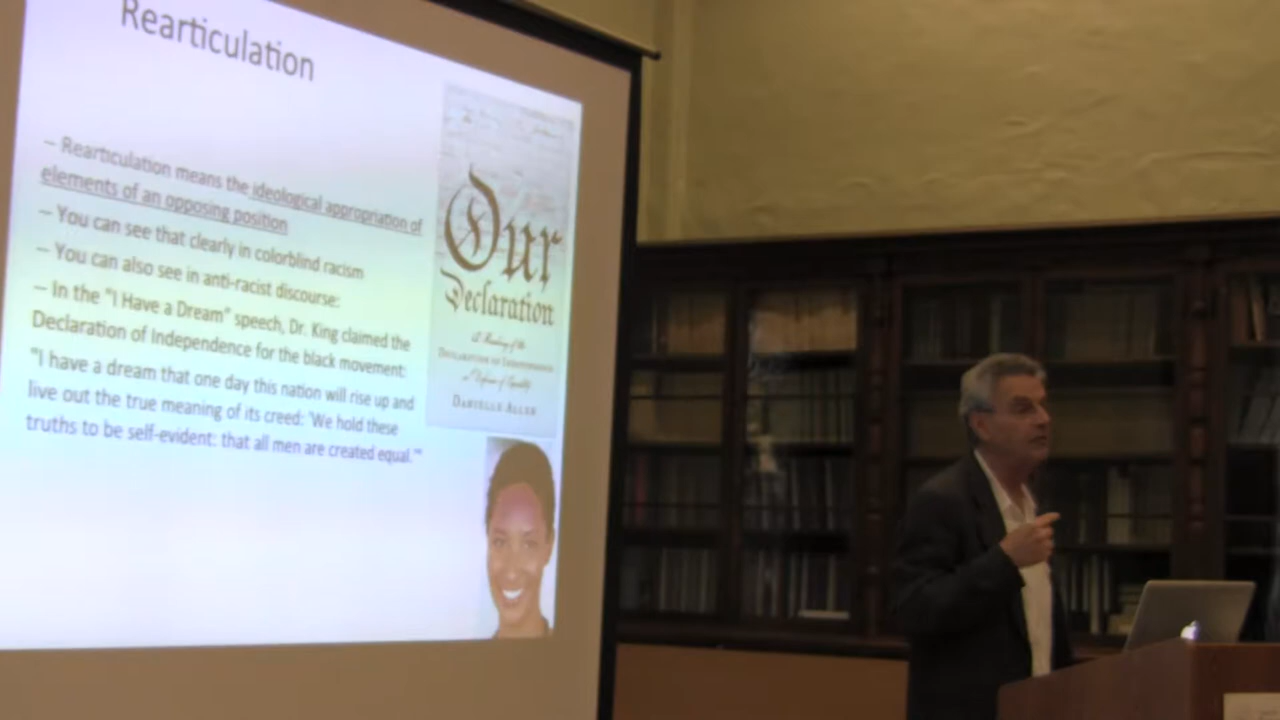 Rearticulation
– Rearticulation means the ideological appropriation of
elements of an opposing position
– You can see that clearly in colorblind racism
– You can also see in anti-racist discourse:
– In the "I Have a Dream" speech, Dr. King claimed the
Declaration of Independence for the black movement:
"I have a dream that one day this nation will rise up and
live out the true meaning of its creed: 'We hold these
truths to be self-evident: that all men are created equal.'"
Our
Declaration
A Reading of the
DECLARATION OF INDEPENDENCE
in Defense of Equality
DANIELLE ALLEN